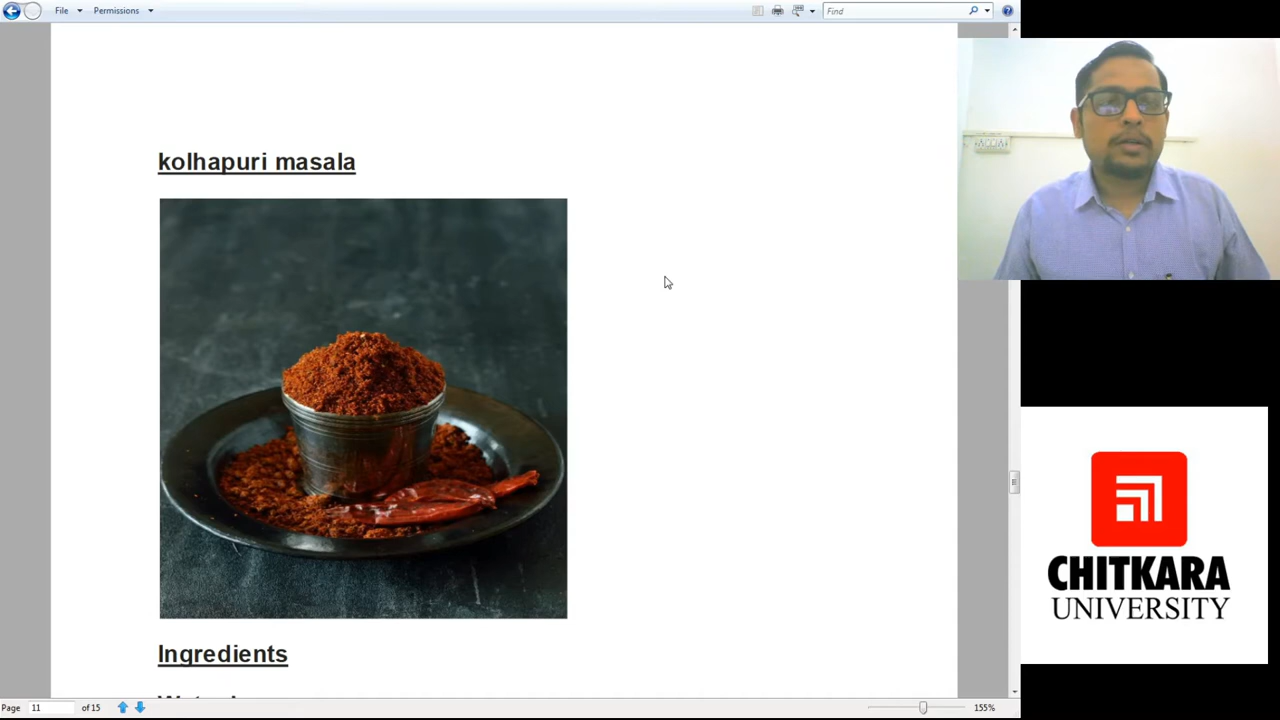 File
Permissions
Find
kolhapuri masala
Ingredients
Page 11 of 15
155%
CHITKARA
UNIVERSITY